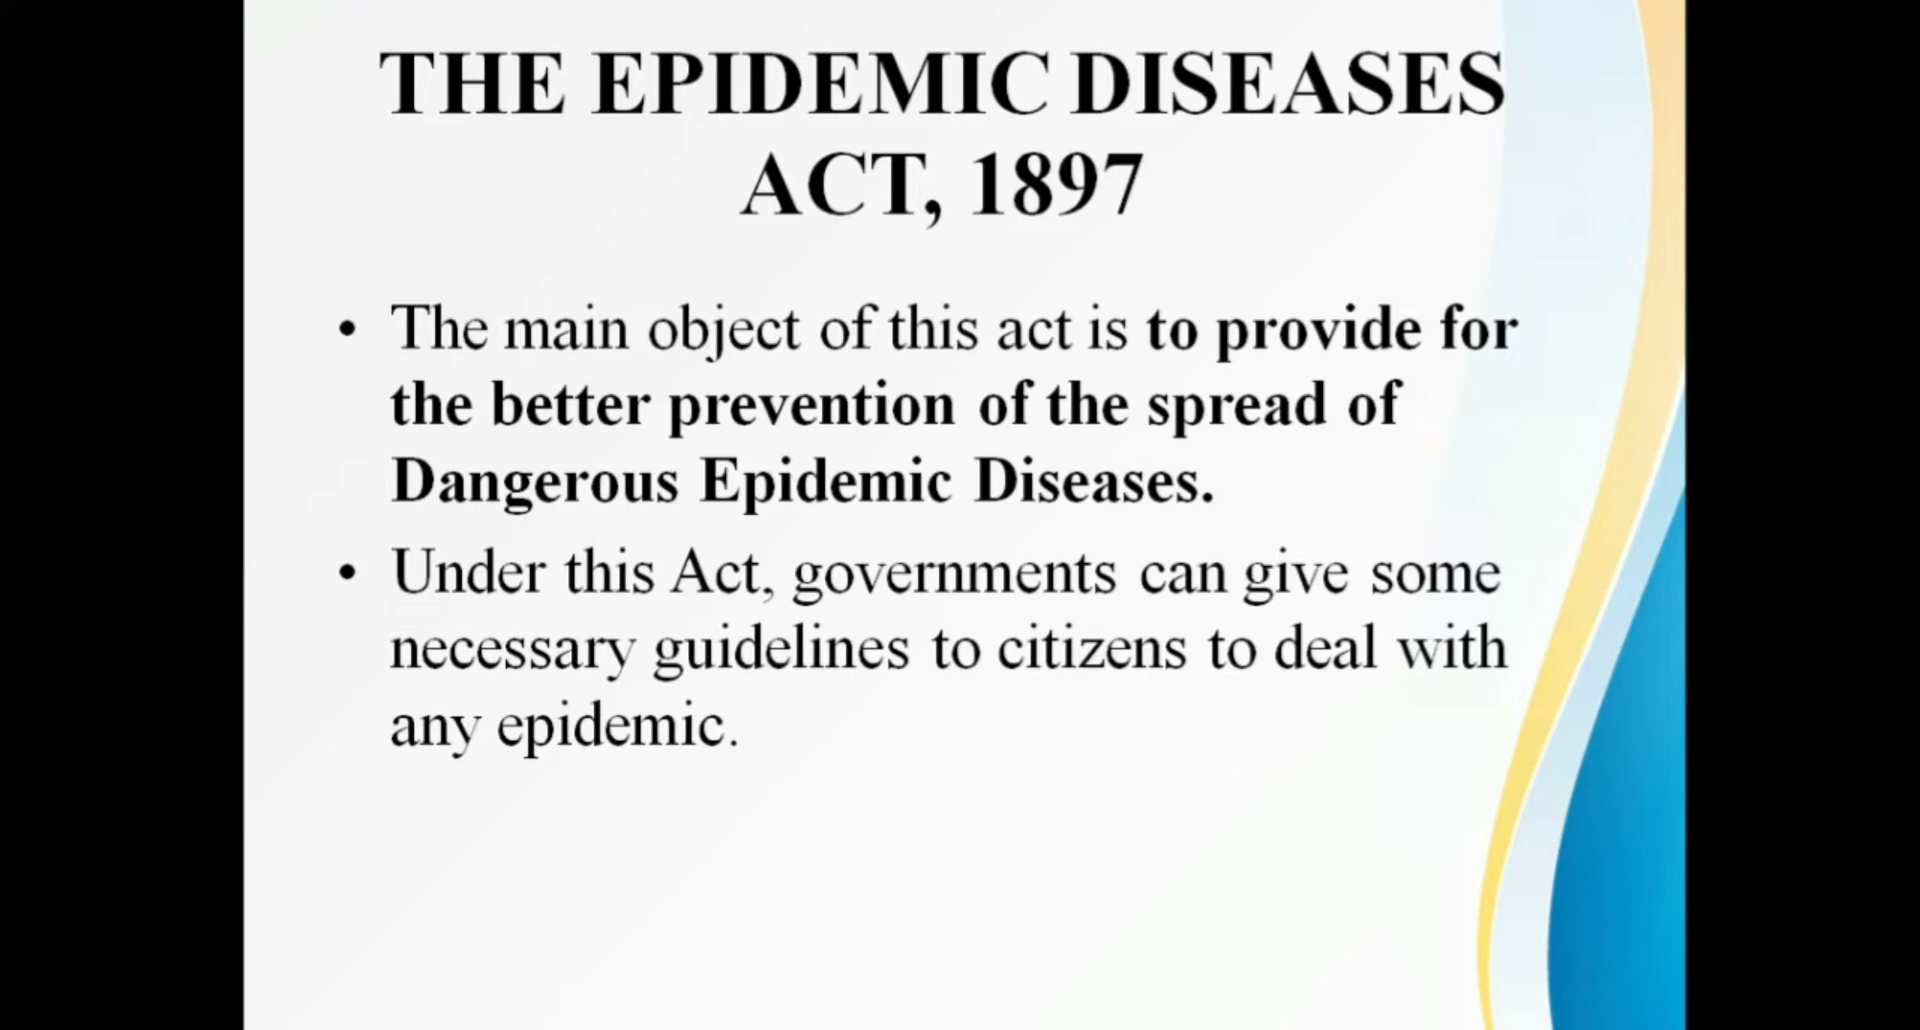 THE EPIDEMIC DISEASES
ACT, 1897
• The main object of this act is to provide for
the better prevention of the spread of
Dangerous Epidemic Diseases.
• Under this Act, governments can give some
necessary guidelines to citizens to deal with
any epidemic.